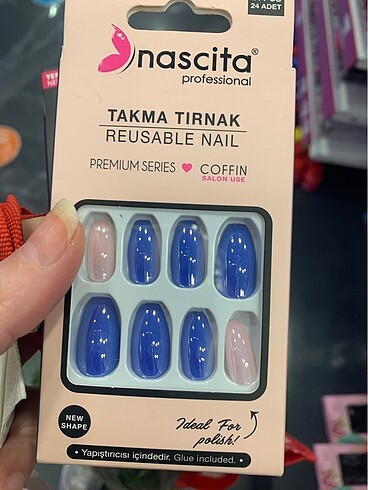 24 ADET
nascita®
professional
TAKMA TIRNAK
REUSABLE NAIL
PREMIUM SERIES COFFIN
SALON USE
NEW
SHAPE
Ideal For
polish!
• Yapıştırıcısı içindedir. Glue included. •